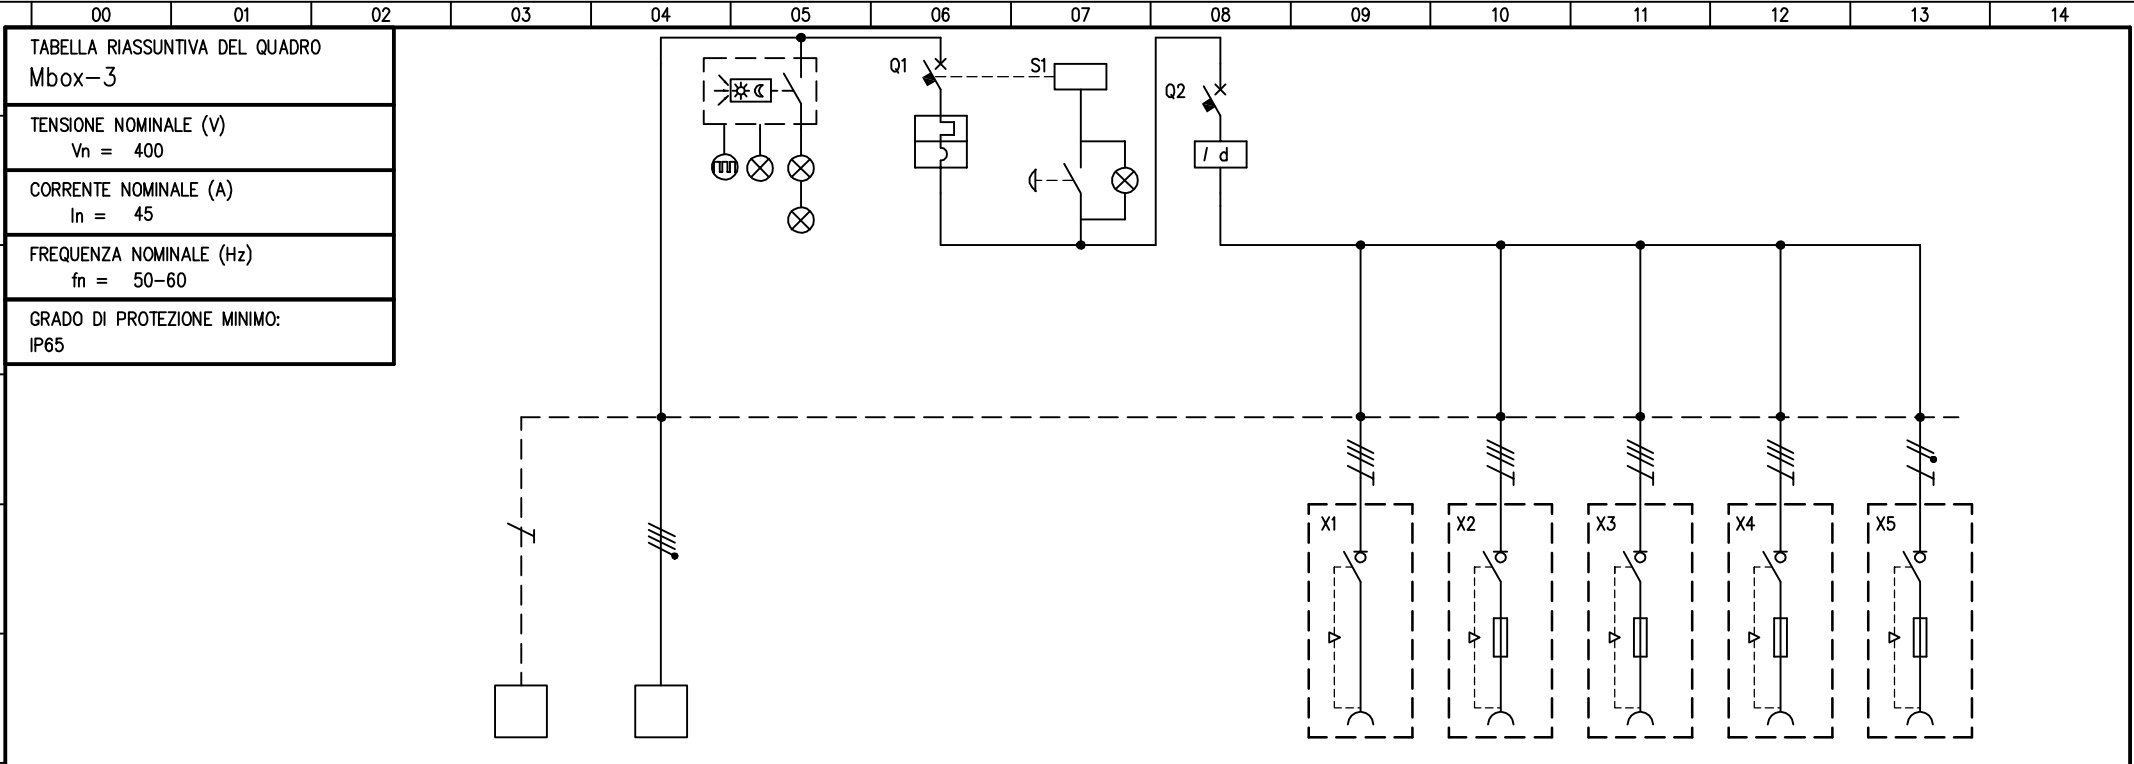 00 01 02 03 04 05 06 07 08 09 10 11 12 13 14
TABELLA RIASSUNTIVA DEL QUADRO
Mbox-3
TENSIONE NOMINALE (V)
Vn = 400
CORRENTE NOMINALE (A)
In = 45
FREQUENZA NOMINALE (Hz)
fn = 50-60
GRADO DI PROTEZIONE MINIMO:
IP65
Q1
S1
Q2
I d
X1
X2
X3
X4
X5